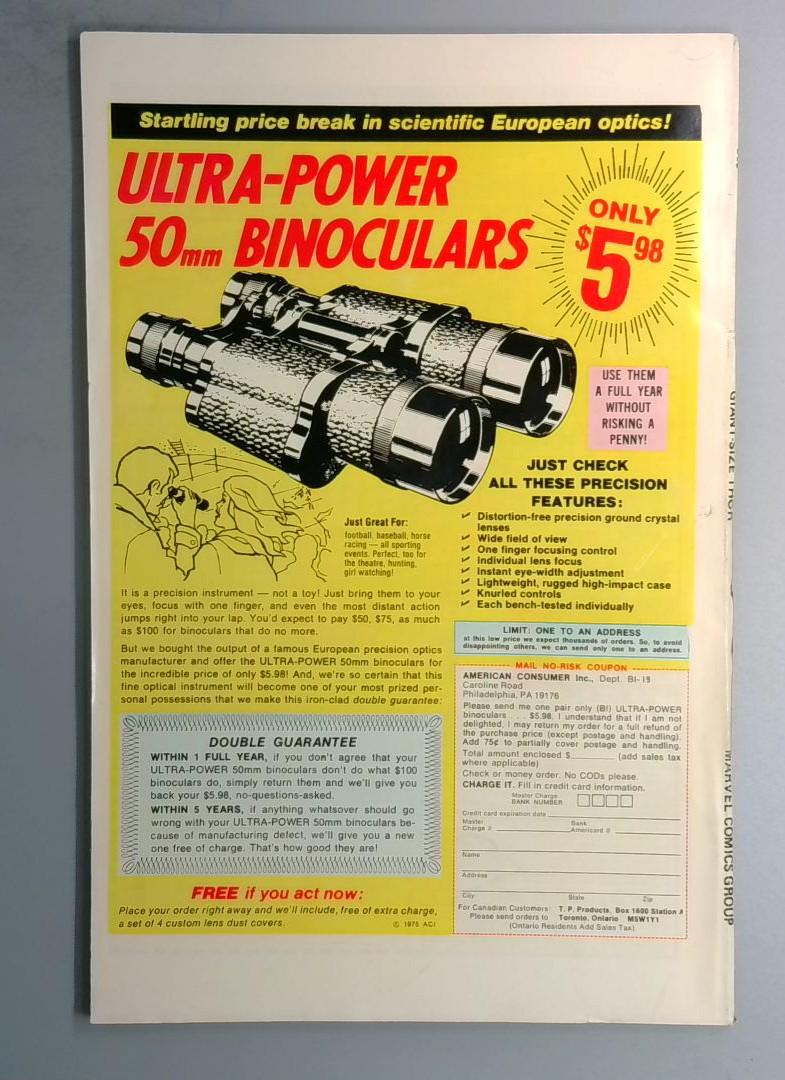 Startling price break in scientific European optics!
ULTRA-POWER
50mm BINOCULARS
ONLY
$5 98
USE THEM
A FULL YEAR
WITHOUT
RISKING A
PENNY!
JUST CHECK
ALL THESE PRECISION
FEATURES:
✓ Distortion-free precision ground crystal
lenses
✓ Wide field of view
✓ One finger focusing control
✓ Individual lens focus
✓ Instant eye-width adjustment
✓ Lightweight, rugged high-impact case
✓ Knurled controls
✓ Each bench-tested individually
Just Great For:
football, baseball, horse
racing — all sporting
events. Perfect, too for
the theatre, hunting,
girl watching!
It is a precision instrument — not a toy! Just bring them to your
eyes, focus with one finger, and even the most distant action
jumps right into your lap. You'd expect to pay $50, $75, as much
as $100 for binoculars that do no more.
But we bought the output of a famous European precision optics
manufacturer and offer the ULTRA-POWER 50mm binoculars for
the incredible price of only $5.98! And, we're so certain that this
fine optical instrument will become one of your most prized per-
sonal possessions that we make this iron-clad double guarantee:
DOUBLE GUARANTEE
WITHIN 1 FULL YEAR, if you don't agree that your
ULTRA-POWER 50mm binoculars don't do what $100
binoculars do, simply return them and we'll give you
back your $5.98, no-questions-asked.
WITHIN 5 YEARS, if anything whatsover should go
wrong with your ULTRA-POWER 50mm binoculars be-
cause of manufacturing defect, we'll give you a new
one free of charge. That's how good they are!
FREE if you act now:
Place your order right away and we'll include, free of extra charge,
a set of 4 custom lens dust covers.
© 1975 ACI
LIMIT: ONE TO AN ADDRESS
at this low price we expect thousands of orders. So, to avoid
disappointing others, we can send only one to an address.
MAIL NO-RISK COUPON
AMERICAN CONSUMER Inc., Dept. BI-15
Caroline Road
Philadelphia, PA 19176
Please send me one pair only (BI) ULTRA-POWER
binoculars . . . $5.98. I understand that if I am not
delighted, I may return my order for a full refund of
the purchase price (except postage and handling).
Add 75¢ to partially cover postage and handling.
Total amount enclosed $ (add sales tax
where applicable)
Check or money order. No CODs please.
CHARGE IT. Fill in credit card information.
Master Charge
BANK NUMBER
Credit card expiration date
Master Charge #
Bank Americard #
Name
Address
City State Zip
For Canadian Customers: T. P. Products, Box 1600 Station A
Please send orders to Toronto, Ontario M5W1Y1
(Ontario Residents Add Sales Tax)
GIANT-SIZE
MARVEL COMICS GROUP